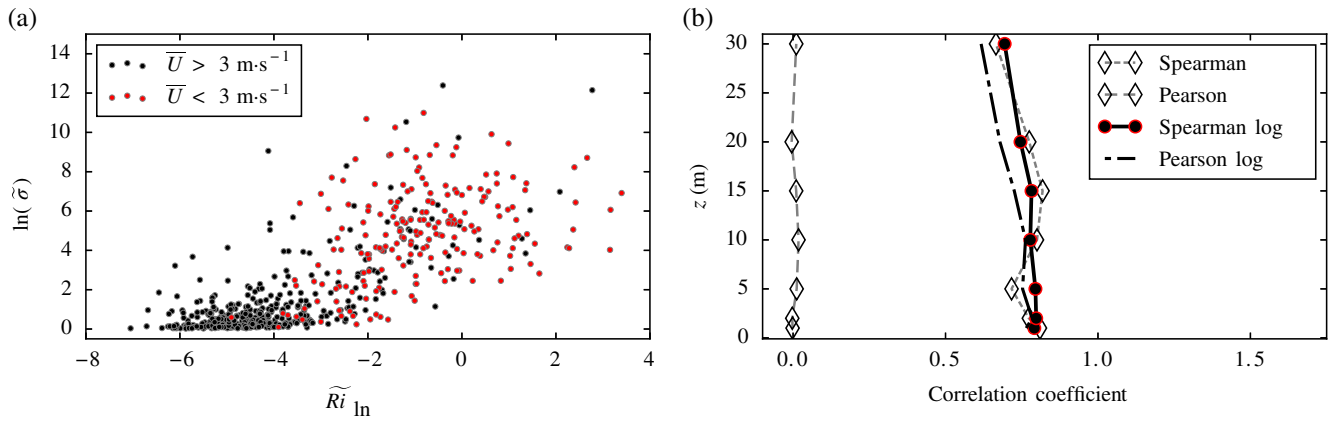 (a)
15
12
10
8
6
4
2
0
ln( σ̃ )
U̅ > 3 m·s⁻¹
U̅ < 3 m·s⁻¹
−8 −6 −4 −2 0 2 4
R͠i ln
(b)
30
25
20
15
10
5
0
z (m)
Spearman
Pearson
Spearman log
Pearson log
0.0 0.5 1.0 1.5
Correlation coefficient